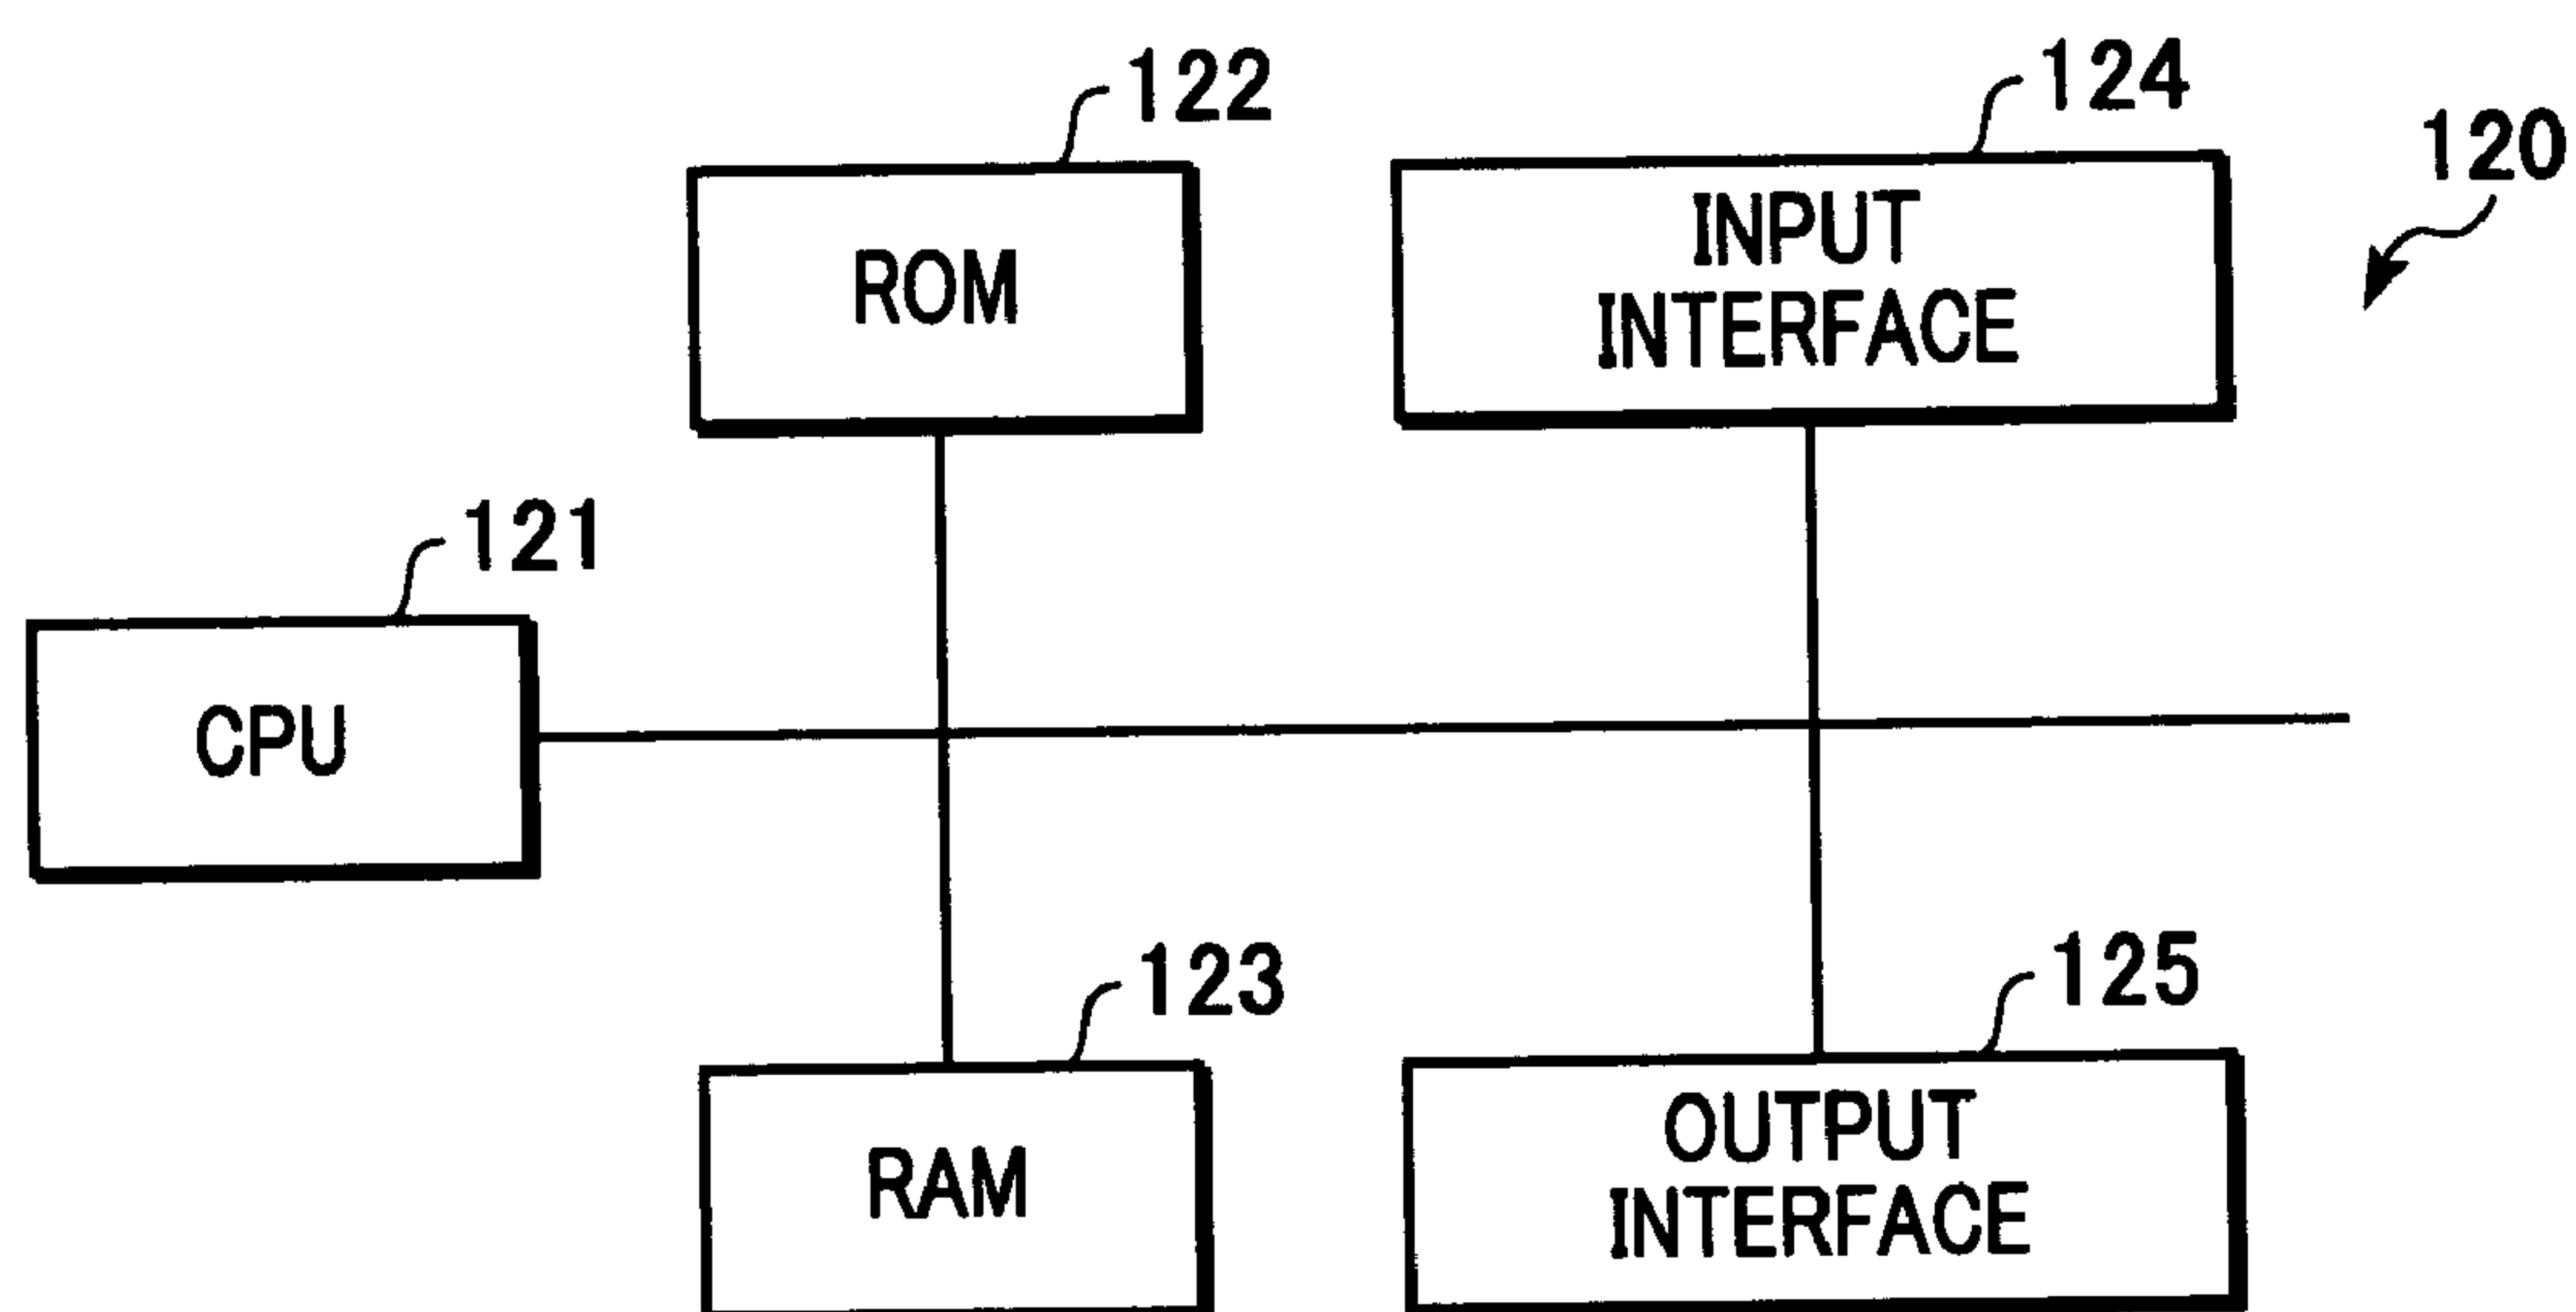 122
124
120
ROM
INPUT
INTERFACE
121
CPU
123
125
RAM
OUTPUT
INTERFACE